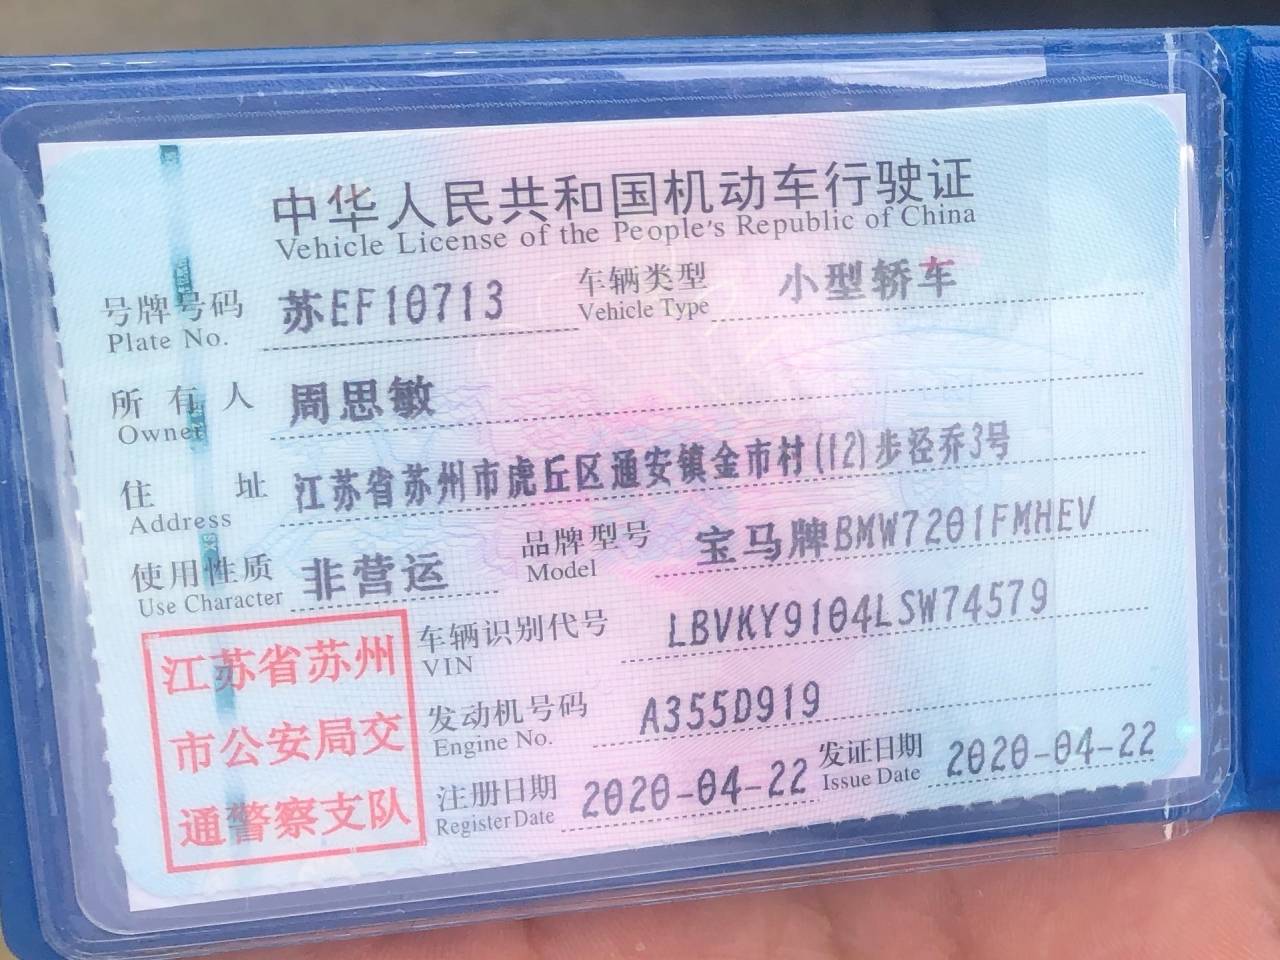 中华人民共和国机动车行驶证
Vehicle License of the People's Republic of China
号牌号码 苏EF10713 车辆类型 小型轿车
Plate No. Vehicle Type
所有人 周思敏
Owner
住址 江苏省苏州市虎丘区通安镇金市村(12)步泾乔3号
Address
使用性质 非营运 品牌型号 宝马牌BMW7201FMHEV
Use Character Model
车辆识别代号 LBVKY9104LSW74579
VIN
发动机号码 A355D919
Engine No.
注册日期 2020-04-22 发证日期 2020-04-22
Register Date Issue Date
江苏省苏州
市公安局交
通警察支队